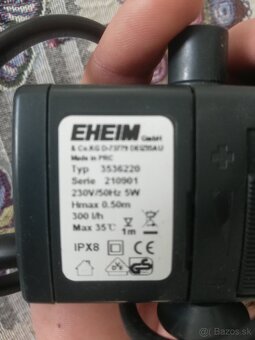 EHEIM GmbH
& Co.KG D-73779 DEIZISAU
Made in PRC
Typ 3536220
Serie 210901
230V/50Hz 5W
Hmax 0.50m
300 l/h
Max 35°C 1m
IPX8
bazos.sk